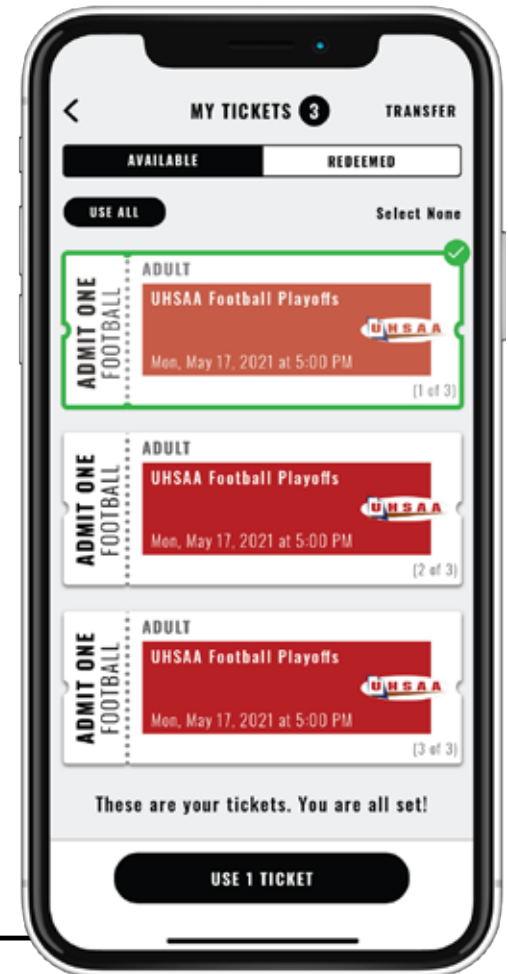 MY TICKETS 3 TRANSFER
AVAILABLE REDEEMED
USE ALL Select None
ADMIT ONE
FOOTBALL
ADULT
UHSAA Football Playoffs
UHSAA
Mon, May 17, 2021 at 5:00 PM
(1 of 3)
ADMIT ONE
FOOTBALL
ADULT
UHSAA Football Playoffs
UHSAA
Mon, May 17, 2021 at 5:00 PM
(2 of 3)
ADMIT ONE
FOOTBALL
ADULT
UHSAA Football Playoffs
UHSAA
Mon, May 17, 2021 at 5:00 PM
(3 of 3)
These are your tickets. You are all set!
USE 1 TICKET